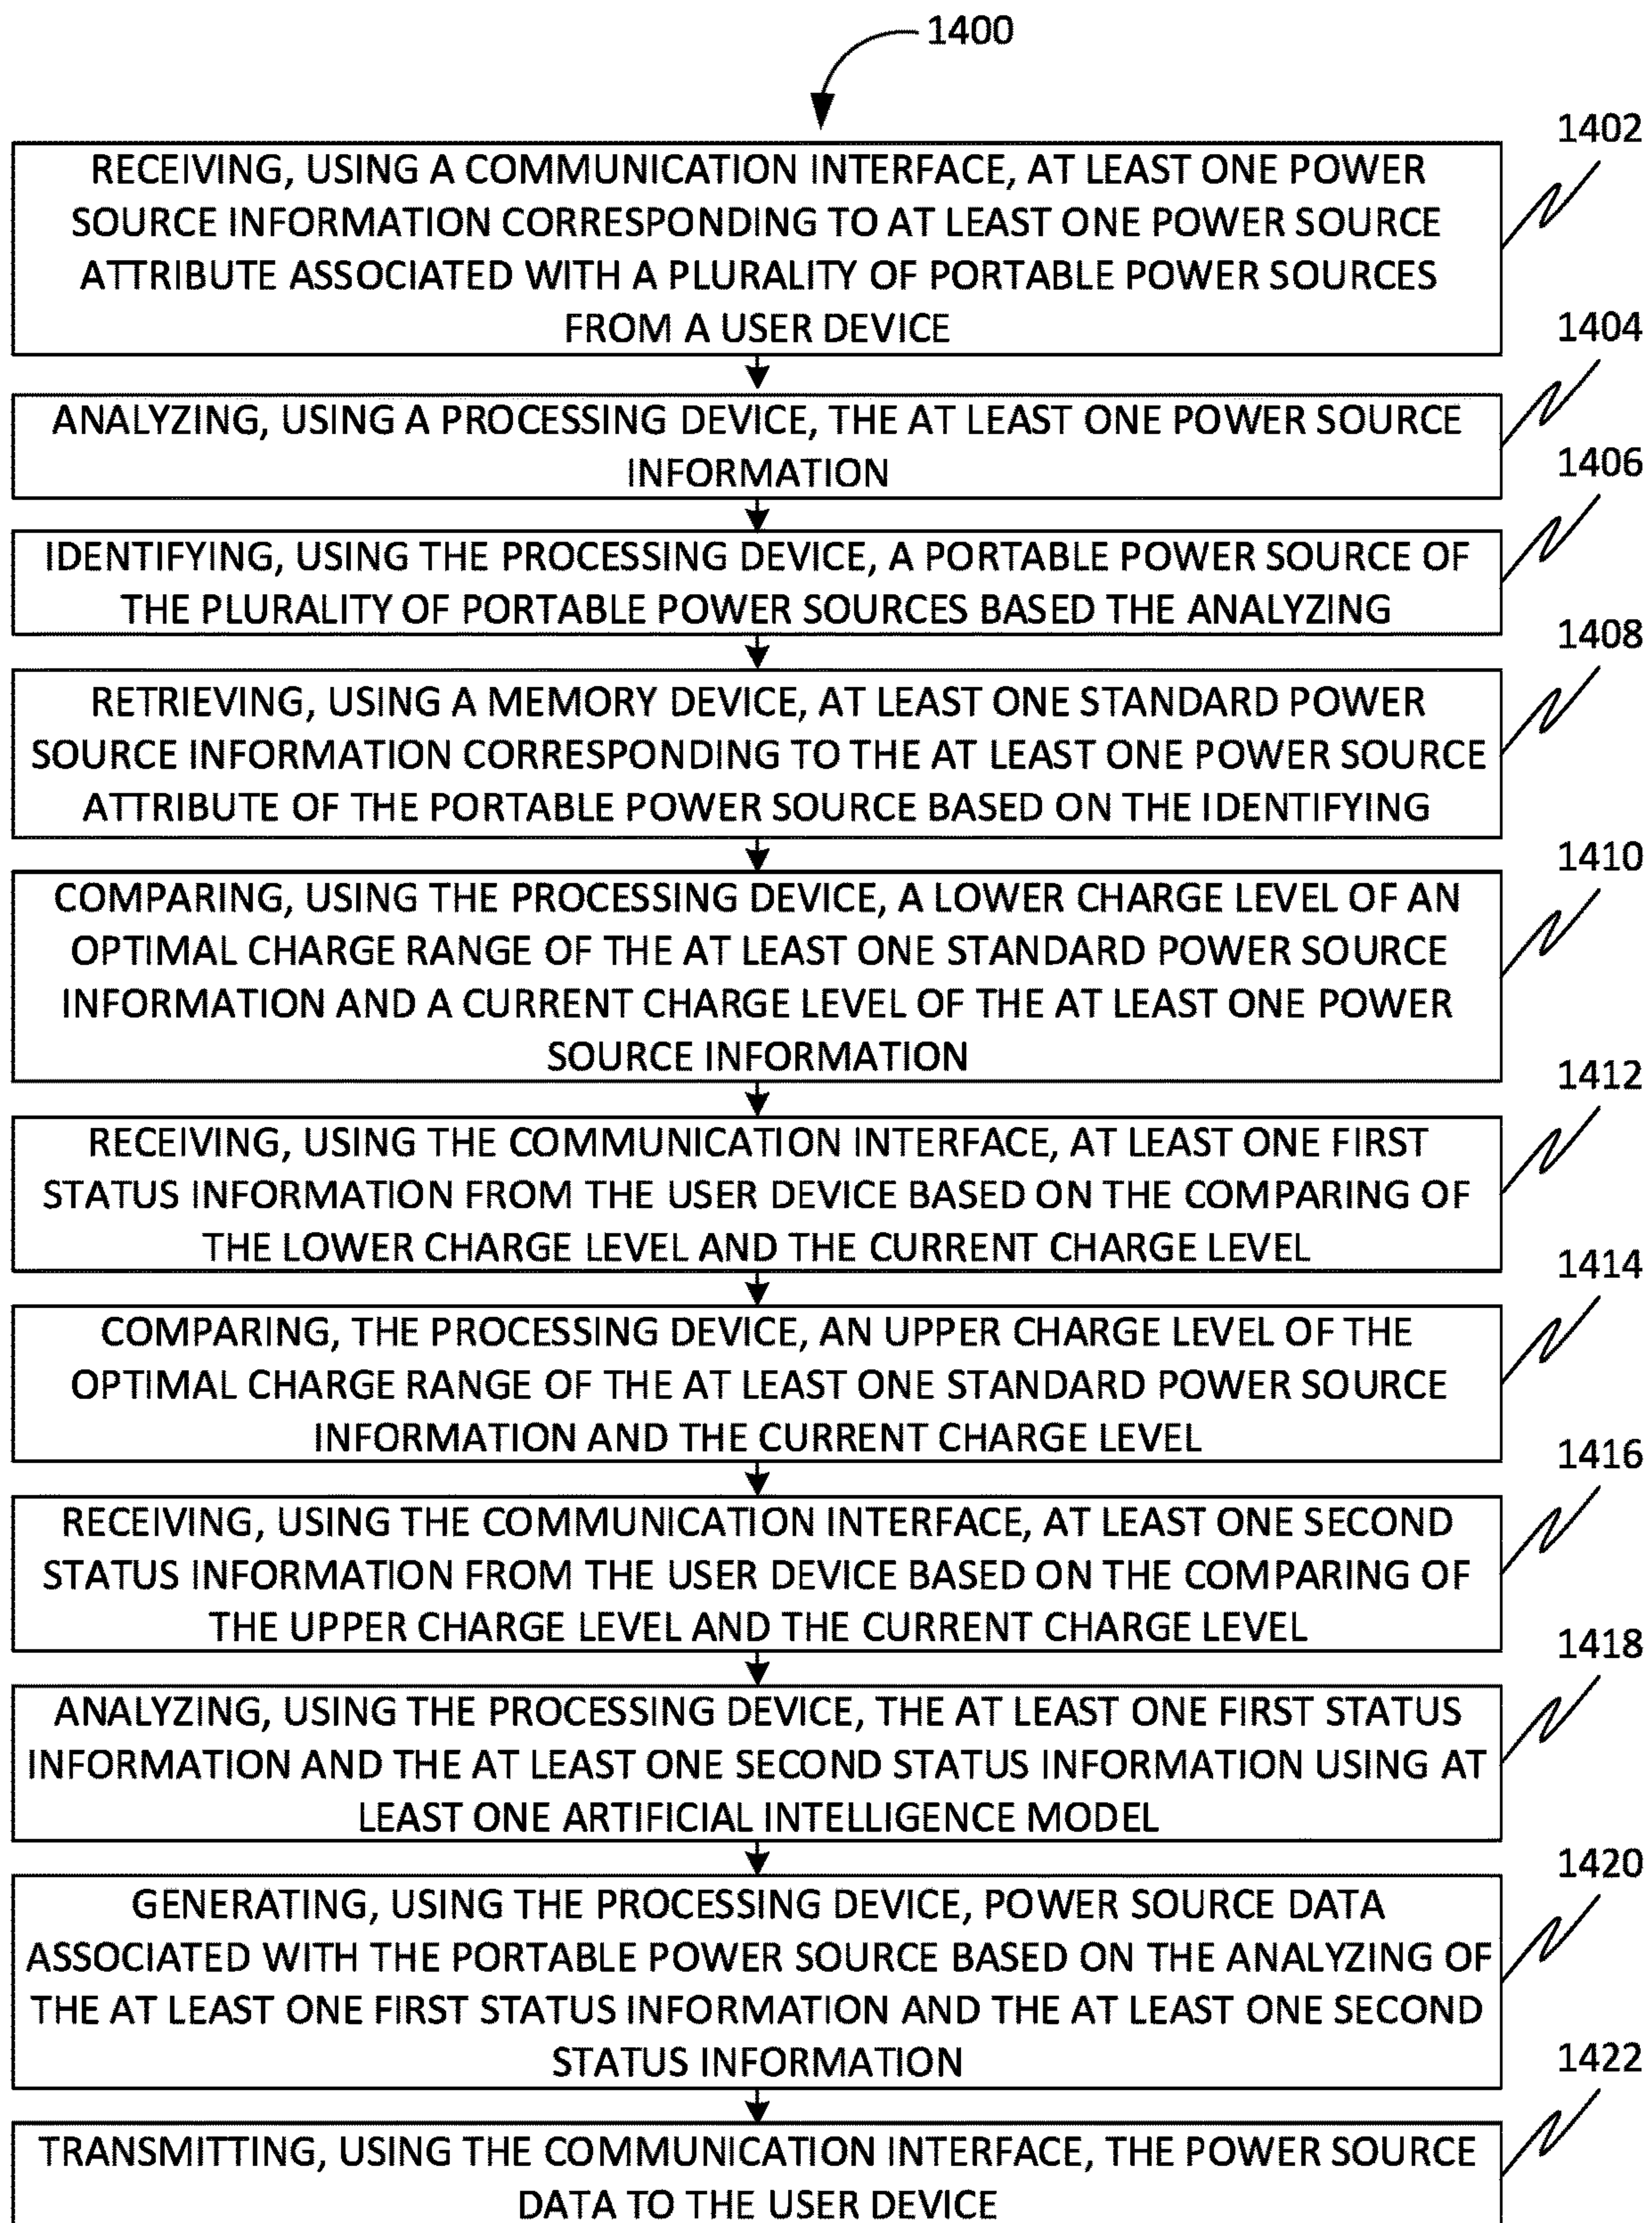 1400
1402
RECEIVING, USING A COMMUNICATION INTERFACE, AT LEAST ONE POWER
SOURCE INFORMATION CORRESPONDING TO AT LEAST ONE POWER SOURCE
ATTRIBUTE ASSOCIATED WITH A PLURALITY OF PORTABLE POWER SOURCES
FROM A USER DEVICE
1404
ANALYZING, USING A PROCESSING DEVICE, THE AT LEAST ONE POWER SOURCE
INFORMATION
1406
IDENTIFYING, USING THE PROCESSING DEVICE, A PORTABLE POWER SOURCE OF
THE PLURALITY OF PORTABLE POWER SOURCES BASED THE ANALYZING
1408
RETRIEVING, USING A MEMORY DEVICE, AT LEAST ONE STANDARD POWER
SOURCE INFORMATION CORRESPONDING TO THE AT LEAST ONE POWER SOURCE
ATTRIBUTE OF THE PORTABLE POWER SOURCE BASED ON THE IDENTIFYING
1410
COMPARING, USING THE PROCESSING DEVICE, A LOWER CHARGE LEVEL OF AN
OPTIMAL CHARGE RANGE OF THE AT LEAST ONE STANDARD POWER SOURCE
INFORMATION AND A CURRENT CHARGE LEVEL OF THE AT LEAST ONE POWER
SOURCE INFORMATION
1412
RECEIVING, USING THE COMMUNICATION INTERFACE, AT LEAST ONE FIRST
STATUS INFORMATION FROM THE USER DEVICE BASED ON THE COMPARING OF
THE LOWER CHARGE LEVEL AND THE CURRENT CHARGE LEVEL
1414
COMPARING, THE PROCESSING DEVICE, AN UPPER CHARGE LEVEL OF THE
OPTIMAL CHARGE RANGE OF THE AT LEAST ONE STANDARD POWER SOURCE
INFORMATION AND THE CURRENT CHARGE LEVEL
1416
RECEIVING, USING THE COMMUNICATION INTERFACE, AT LEAST ONE SECOND
STATUS INFORMATION FROM THE USER DEVICE BASED ON THE COMPARING OF
THE UPPER CHARGE LEVEL AND THE CURRENT CHARGE LEVEL
1418
ANALYZING, USING THE PROCESSING DEVICE, THE AT LEAST ONE FIRST STATUS
INFORMATION AND THE AT LEAST ONE SECOND STATUS INFORMATION USING AT
LEAST ONE ARTIFICIAL INTELLIGENCE MODEL
1420
GENERATING, USING THE PROCESSING DEVICE, POWER SOURCE DATA
ASSOCIATED WITH THE PORTABLE POWER SOURCE BASED ON THE ANALYZING OF
THE AT LEAST ONE FIRST STATUS INFORMATION AND THE AT LEAST ONE SECOND
STATUS INFORMATION
1422
TRANSMITTING, USING THE COMMUNICATION INTERFACE, THE POWER SOURCE
DATA TO THE USER DEVICE